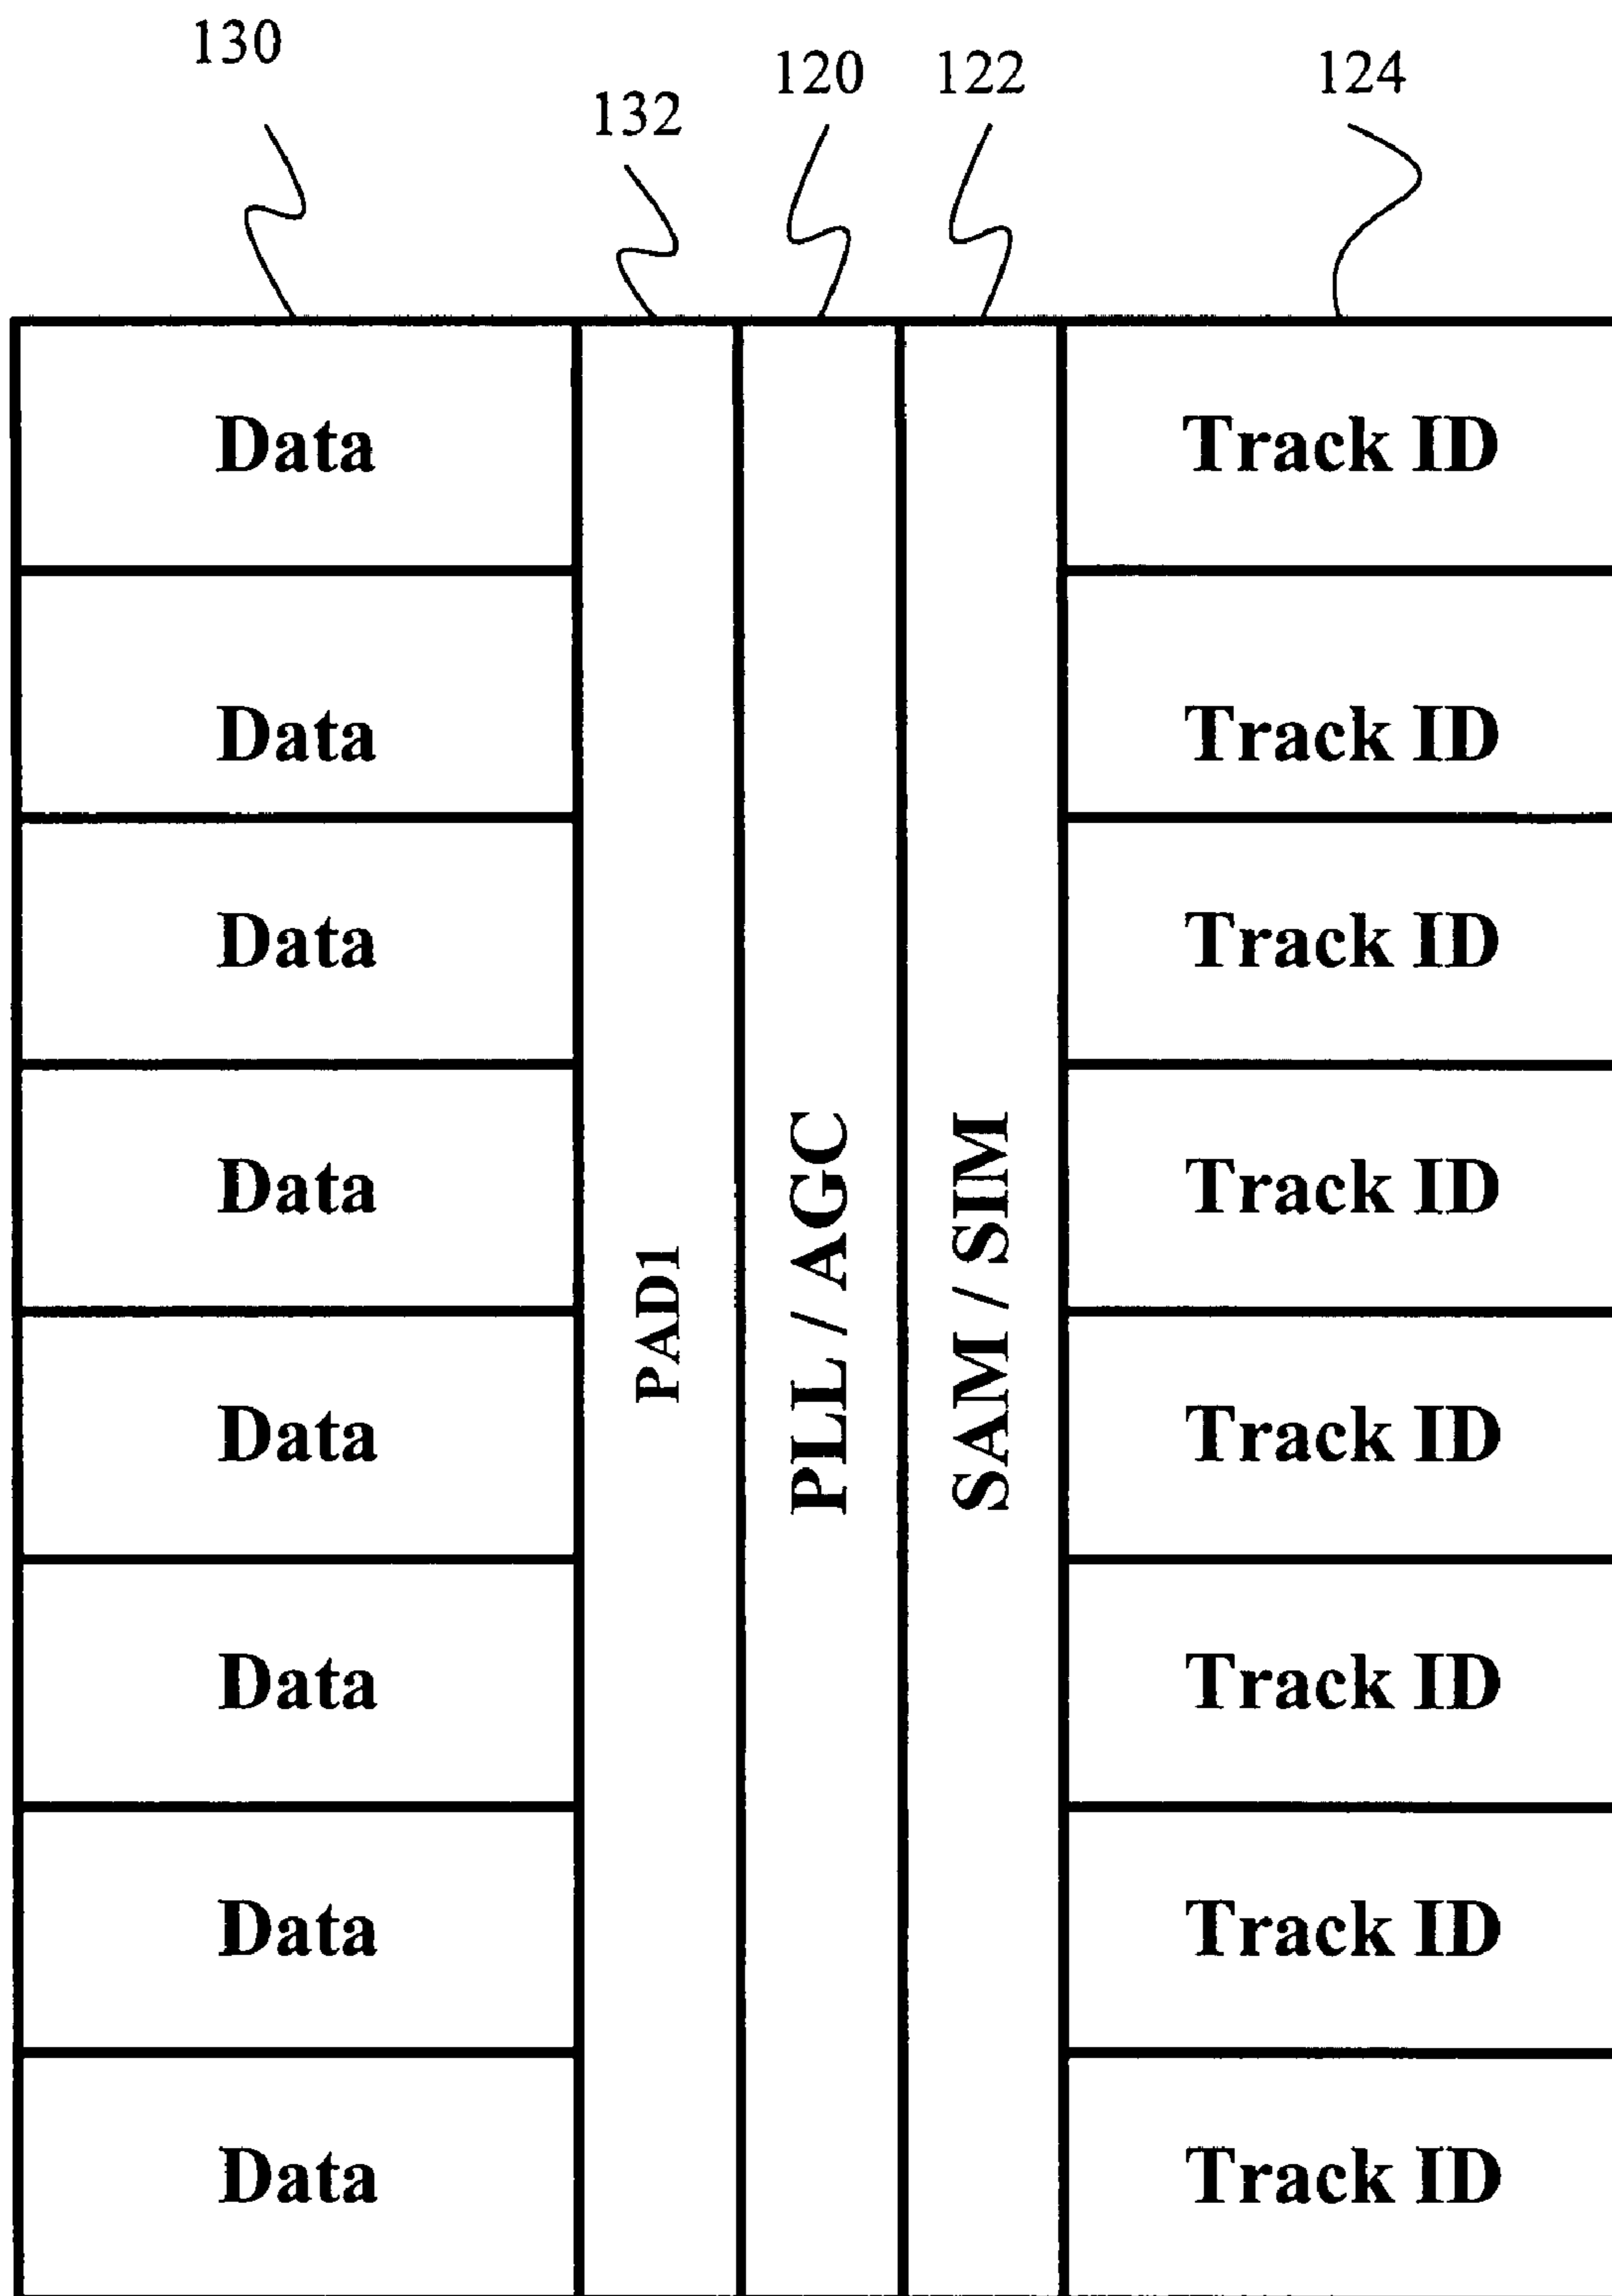 130
132
120
122
124
Data
Track ID
Data
Track ID
Data
Track ID
Data
Track ID
PAD1
PLL / AGC
SAM / SIM
Data
Track ID
Data
Track ID
Data
Track ID
Data
Track ID